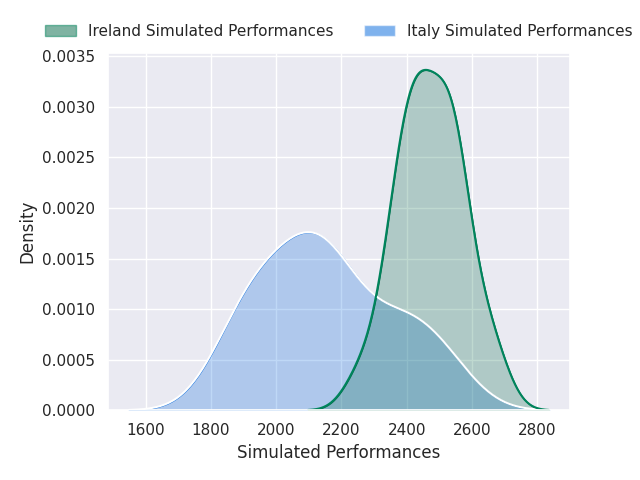 Ireland Simulated Performances Italy Simulated Performances
0.0035
0.0030
0.0025
0.0020
0.0015
0.0010
0.0005
0.0000
Density
1600 1800 2000 2200 2400 2600 2800
Simulated Performances